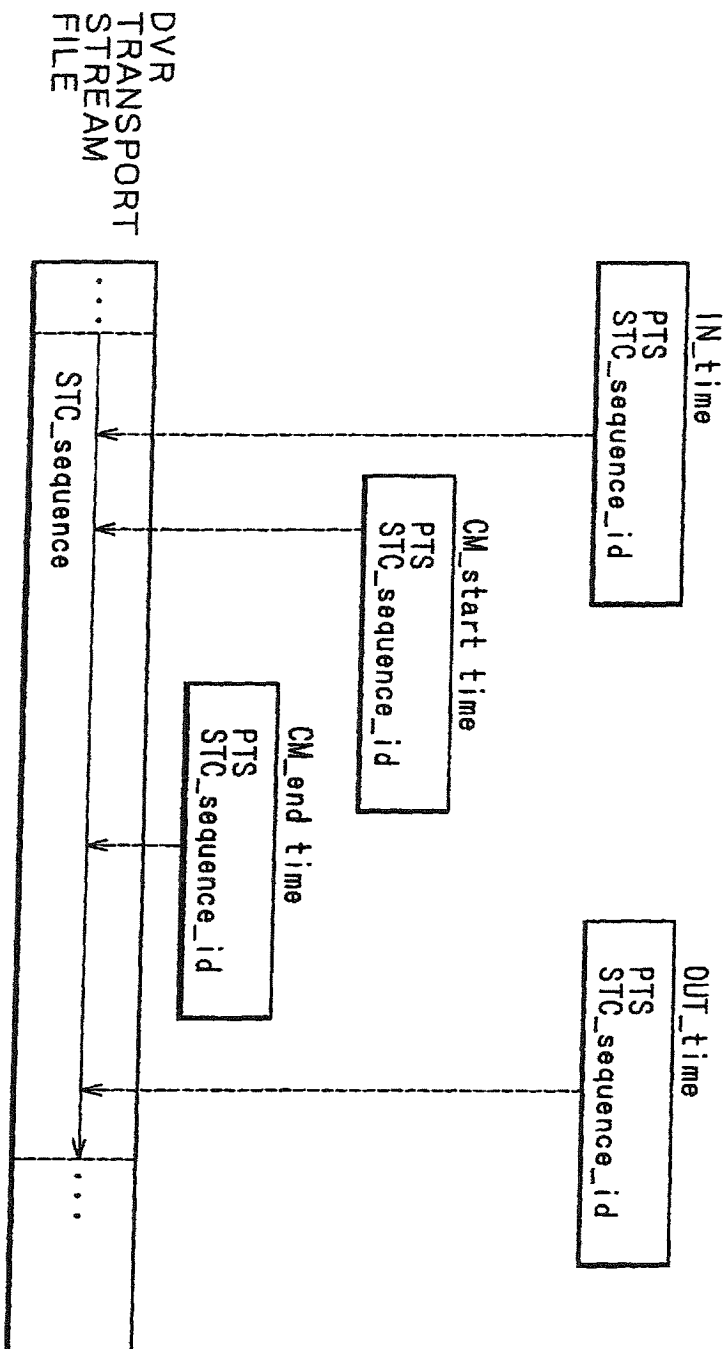 IN_time
PTS
STC_sequence_id
OUT_time
PTS
STC_sequence_id
CM_start time
PTS
STC_sequence_id
CM_end time
PTS
STC_sequence_id
DVR
TRANSPORT
STREAM
FILE
...
STC_sequence
...